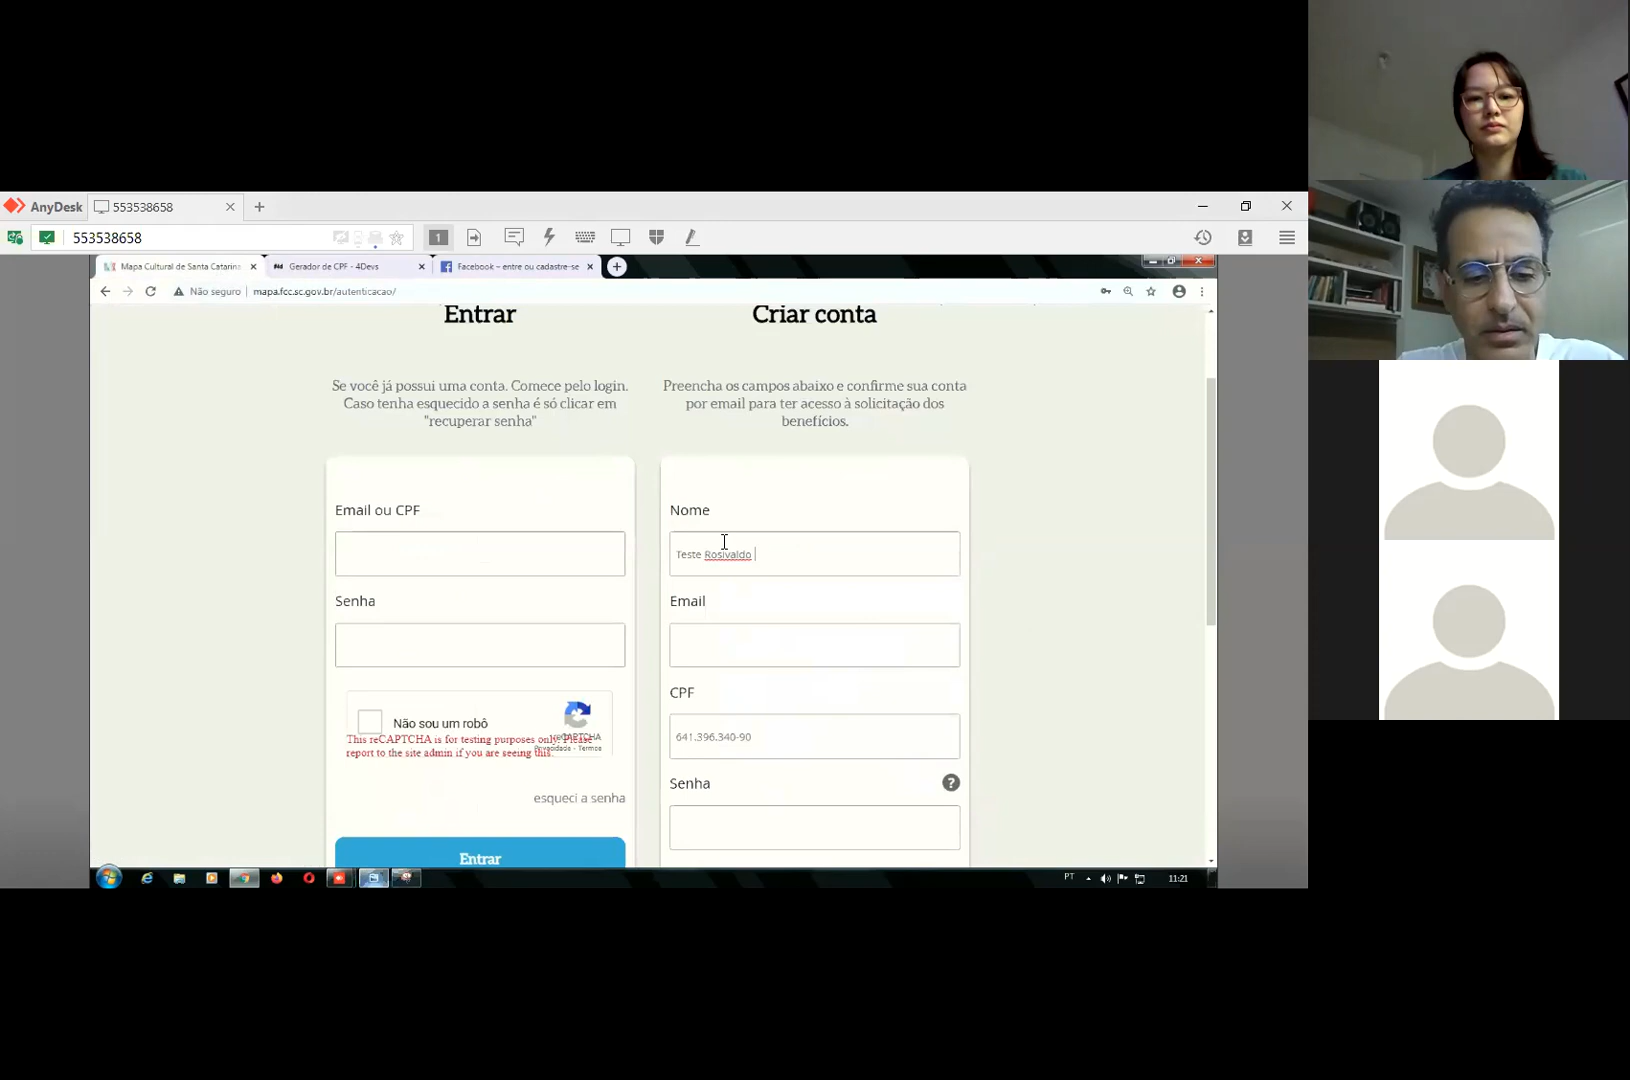 AnyDesk
553538658
553538658
1
Mapa Cultural de Santa Catarina
Gerador de CPF - 4Devs
Facebook – entre ou cadastre-se
Não seguro
mapa.fcc.sc.gov.br/autenticacao/
Entrar
Se você já possui uma conta. Comece pelo login.
Caso tenha esquecido a senha é só clicar em
"recuperar senha"
Email ou CPF
Senha
Não sou um robô
reCAPTCHA
Privacidade - Termos
This reCAPTCHA is for testing purposes only. Please
report to the site admin if you are seeing this.
esqueci a senha
Entrar
Criar conta
Preencha os campos abaixo e confirme sua conta
por email para ter acesso à solicitação dos
benefícios.
Nome
Teste Rosivaldo
Email
CPF
641.396.340-90
Senha
?
PT
11:21